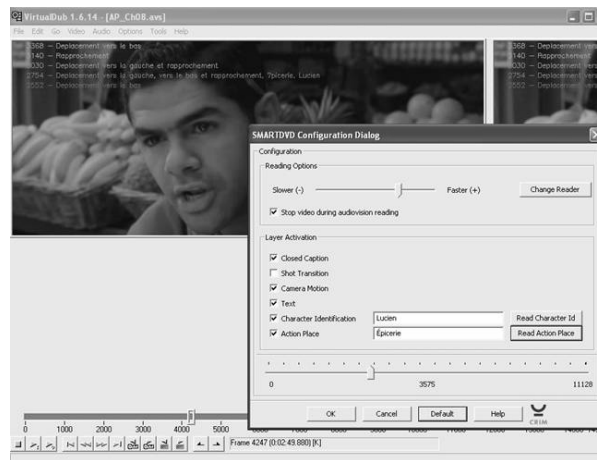 VirtualDub 1.6.14 - [AP_Ch08.avs]
File Edit Go Video Audio Options Tools Help
368 - Deplacement vers le bas
140 - Rapprochement
030 - Deplacement vers la gauche et rapprochement
2754 - Deplacement vers la gauche, vers le bas et rapprochement, ?picerie, Lucien
2552 - Deplacement vers le bas
368 - Deplacement vers
140 - Rapprochement
030 - Deplacement vers
2754 - Deplacement vers
2552 - Deplacement vers
SMARTDVD Configuration Dialog
Configuration
Reading Options
Slower (-) Faster (+) Change Reader
Stop video during audiovision reading
Layer Activation
Closed Caption
Shot Transition
Camera Motion
Text
Character Identification Lucien Read Character Id
Action Place Épicerie Read Action Place
0 3575 11128
OK Cancel Default Help CRIM
0 1000 2000 3000 4000 5000
Frame 4247 (0:02:49.880) [K]